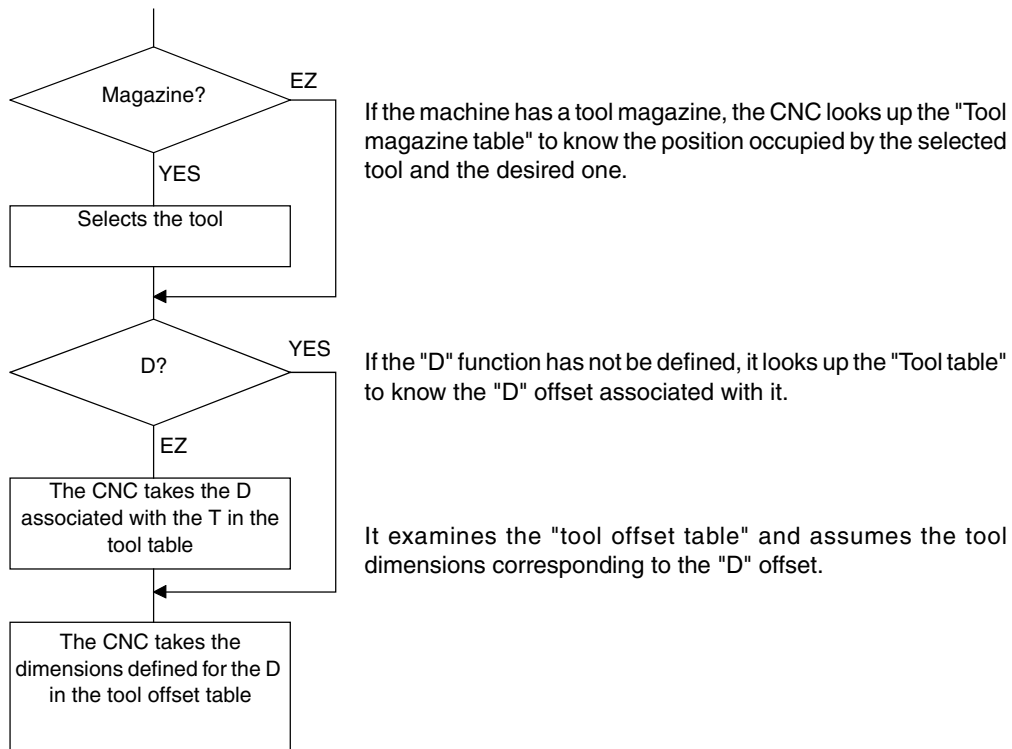 Magazine?
EZ
If the machine has a tool magazine, the CNC looks up the "Tool
magazine table" to know the position occupied by the selected
tool and the desired one.
YES
Selects the tool
D?
YES
If the "D" function has not be defined, it looks up the "Tool table"
to know the "D" offset associated with it.
EZ
The CNC takes the D
associated with the T in the
tool table
It examines the "tool offset table" and assumes the tool
dimensions corresponding to the "D" offset.
The CNC takes the
dimensions defined for the D
in the tool offset table